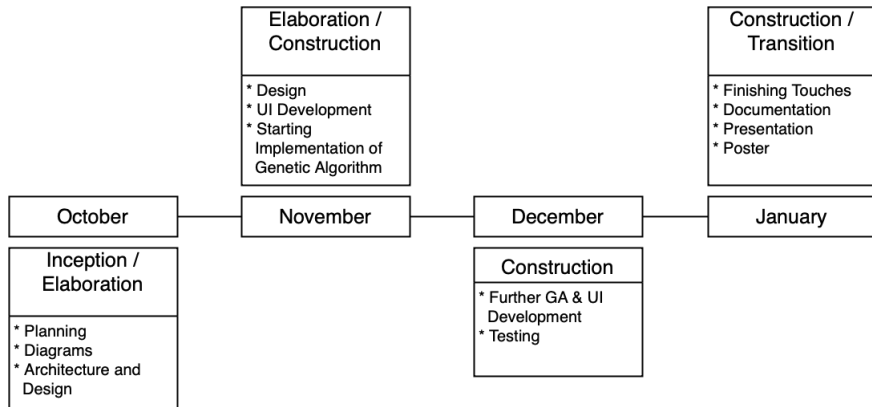 Elaboration /
Construction
* Design
* UI Development
* Starting
Implementation of
Genetic Algorithm
Construction /
Transition
* Finishing Touches
* Documentation
* Presentation
* Poster
October
November
December
January
Inception /
Elaboration
* Planning
* Diagrams
* Architecture and
Design
Construction
* Further GA & UI
Development
* Testing